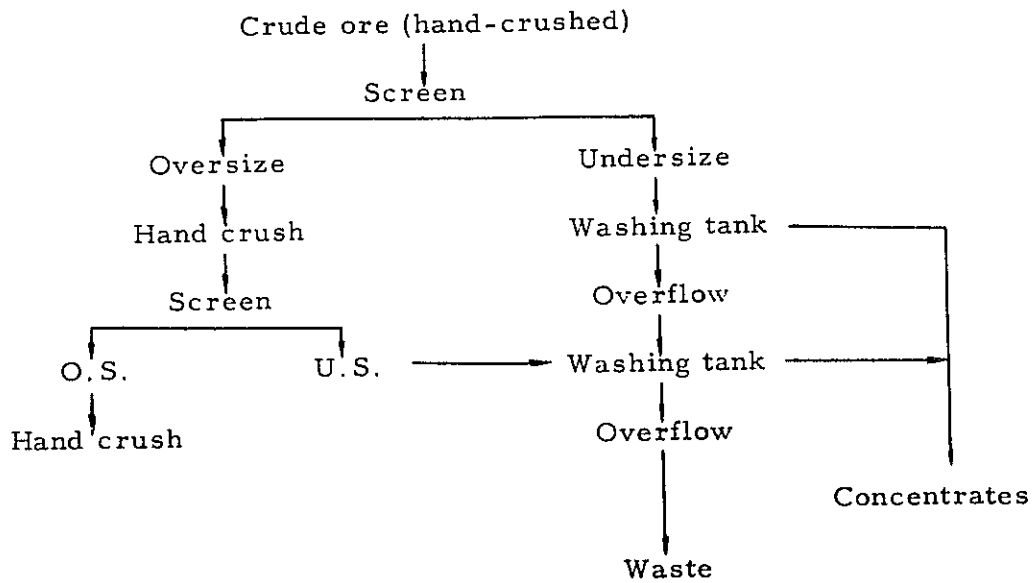 Crude ore (hand-crushed)
Screen
Oversize
Undersize
Hand crush
Washing tank
Overflow
Screen
O.S.
U.S.
Washing tank
Hand crush
Overflow
Concentrates
Waste